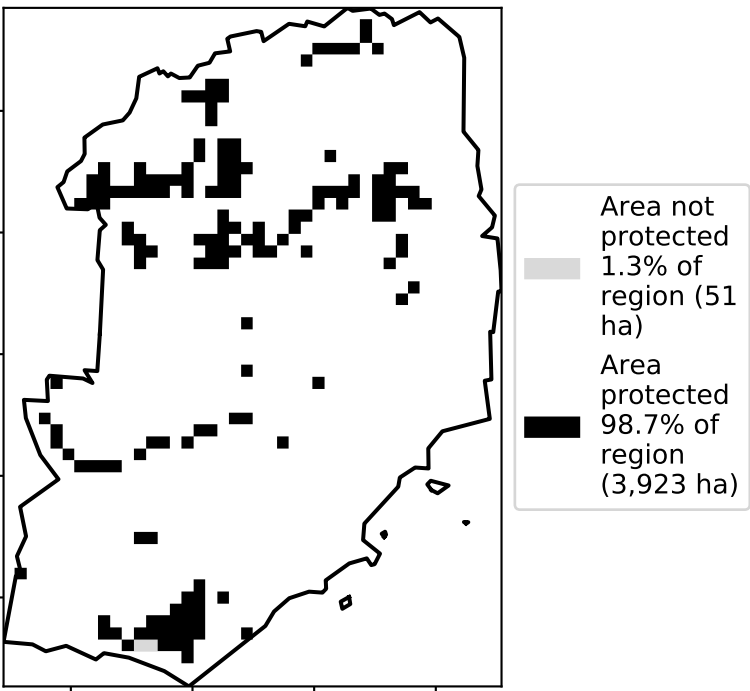 Area not
protected
1.3% of
region (51
ha)
Area
protected
98.7% of
region
(3,923 ha)